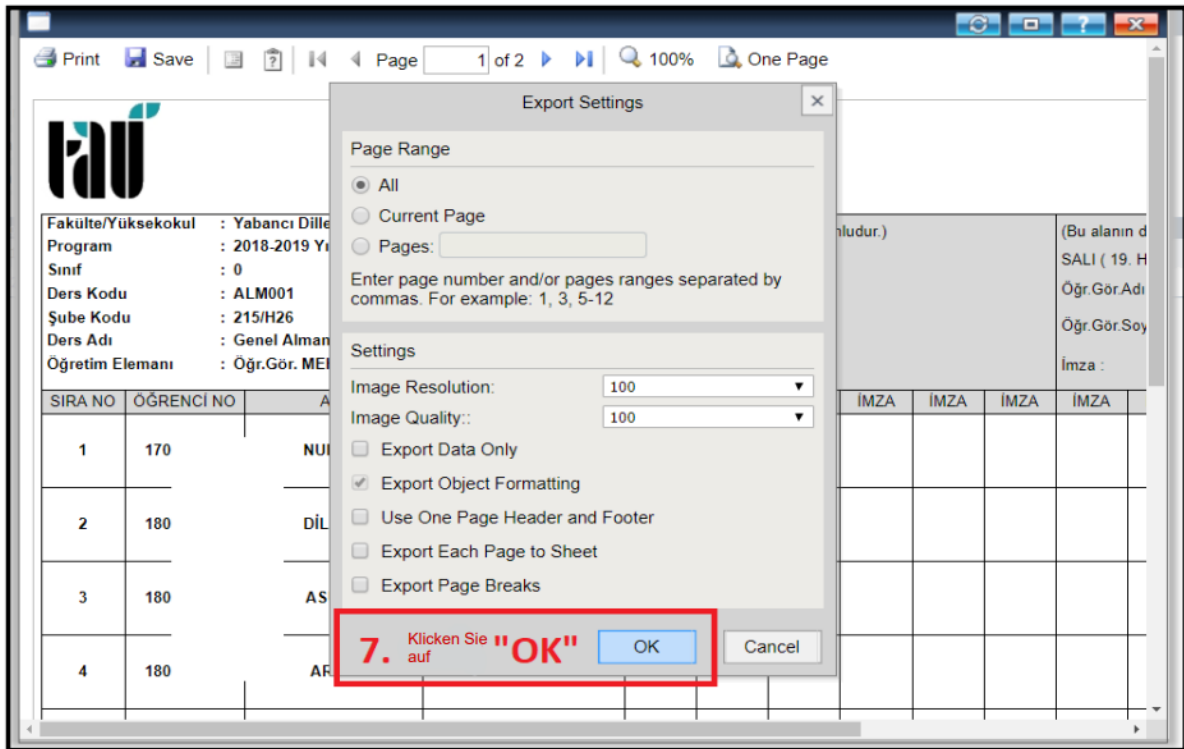 Print Save Page 1 of 2 100% One Page
Export Settings
Page Range
All
Current Page
Pages:
Enter page number and/or pages ranges separated by
commas. For example: 1, 3, 5-12
Settings
Image Resolution: 100
Image Quality:: 100
Export Data Only
Export Object Formatting
Use One Page Header and Footer
Export Each Page to Sheet
Export Page Breaks
7. Klicken Sie auf "OK"
OK Cancel
tau
Fakülte/Yüksekokul : Yabancı Dille
Program : 2018-2019 Yı
Sınıf : 0
Ders Kodu : ALM001
Şube Kodu : 215/H26
Ders Adı : Genel Alman
Öğretim Elemanı : Öğr.Gör. MEI
nludur.)
(Bu alanın d
SALI ( 19. H
Öğr.Gör.Adı
Öğr.Gör.Soy
İmza :
SIRA NO ÖĞRENCİ NO A İMZA İMZA İMZA İMZA
1 170 NUI
2 180 DİL
3 180 AS
4 180 AR